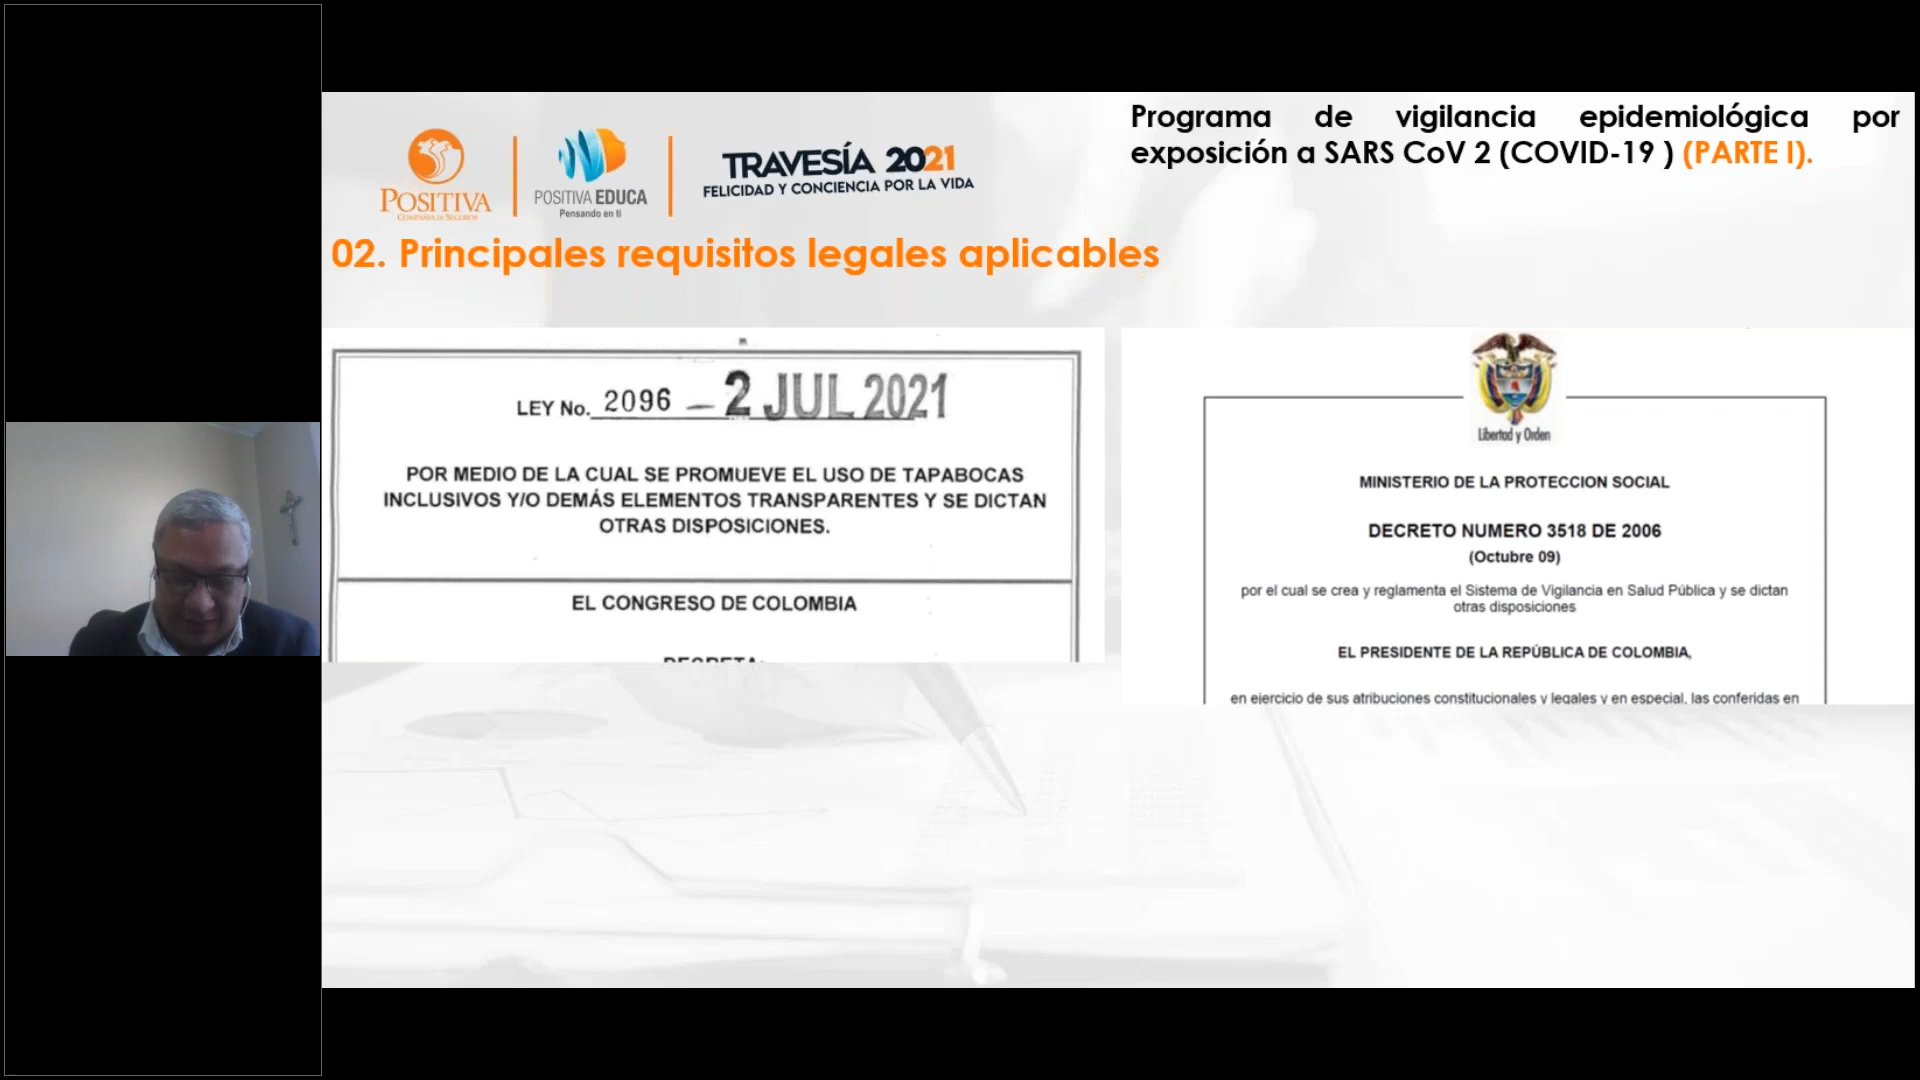 Programa de vigilancia epidemiológica por
exposición a SARS CoV 2 (COVID-19 ) (PARTE I).
POSITIVA
COMPAÑÍA DE SEGUROS
POSITIVA EDUCA
Pensando en ti
TRAVESÍA 2021
FELICIDAD Y CONCIENCIA POR LA VIDA
02. Principales requisitos legales aplicables
LEY No. 2096 — 2 JUL 2021
POR MEDIO DE LA CUAL SE PROMUEVE EL USO DE TAPABOCAS
INCLUSIVOS Y/O DEMÁS ELEMENTOS TRANSPARENTES Y SE DICTAN
OTRAS DISPOSICIONES.
EL CONGRESO DE COLOMBIA
DECRETA:
Libertad y Orden
MINISTERIO DE LA PROTECCION SOCIAL
DECRETO NUMERO 3518 DE 2006
(Octubre 09)
por el cual se crea y reglamenta el Sistema de Vigilancia en Salud Pública y se dictan
otras disposiciones
EL PRESIDENTE DE LA REPÚBLICA DE COLOMBIA,
en ejercicio de sus atribuciones constitucionales y legales y en especial, las conferidas en